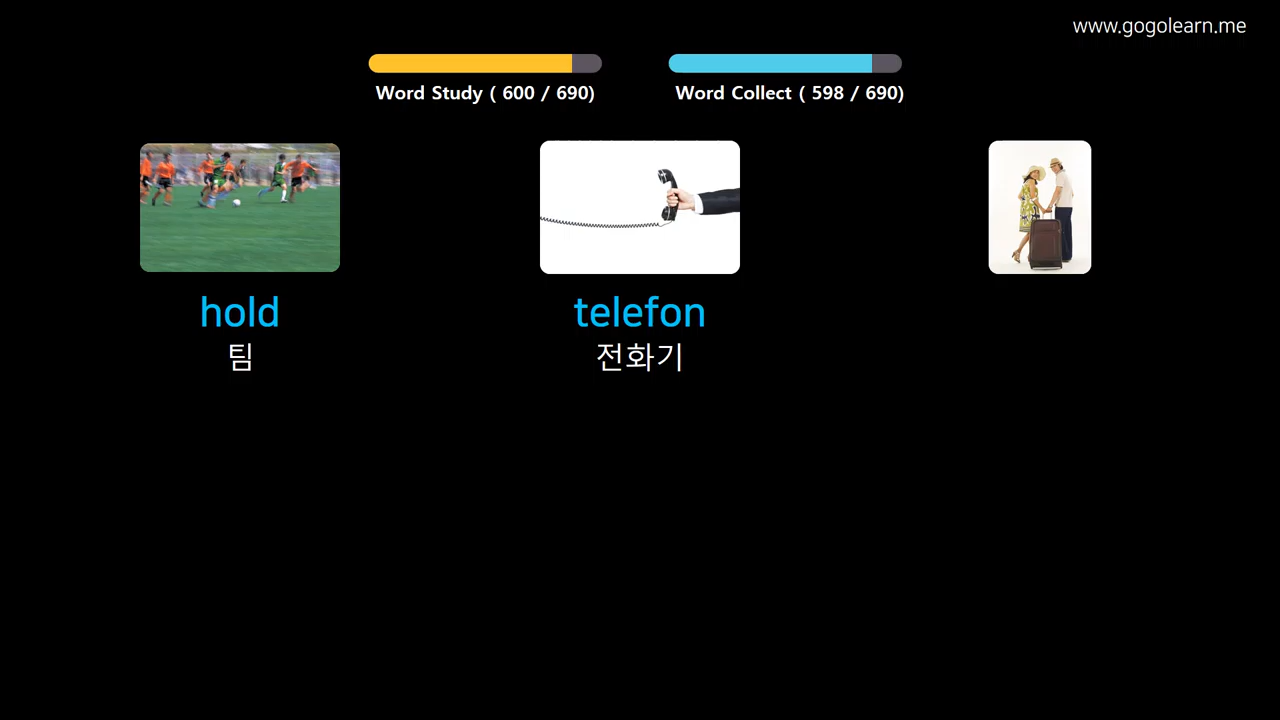 www.gogolearn.me
Word Study ( 600 / 690)
Word Collect ( 598 / 690)
hold
팀
telefon
전화기